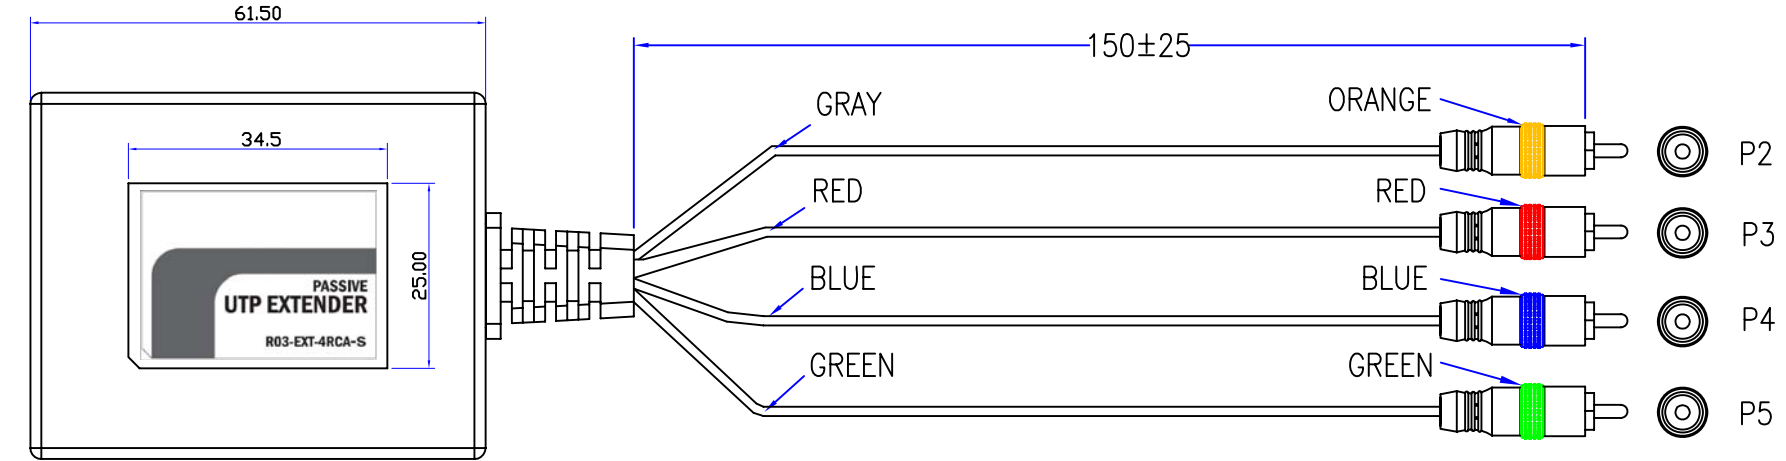 61.50
150±25
GRAY
ORANGE
34.5
P2
RED
RED
P3
25.00
BLUE
BLUE
PASSIVE
UTP EXTENDER
P4
R03-EXT-4RCA-S
GREEN
GREEN
P5